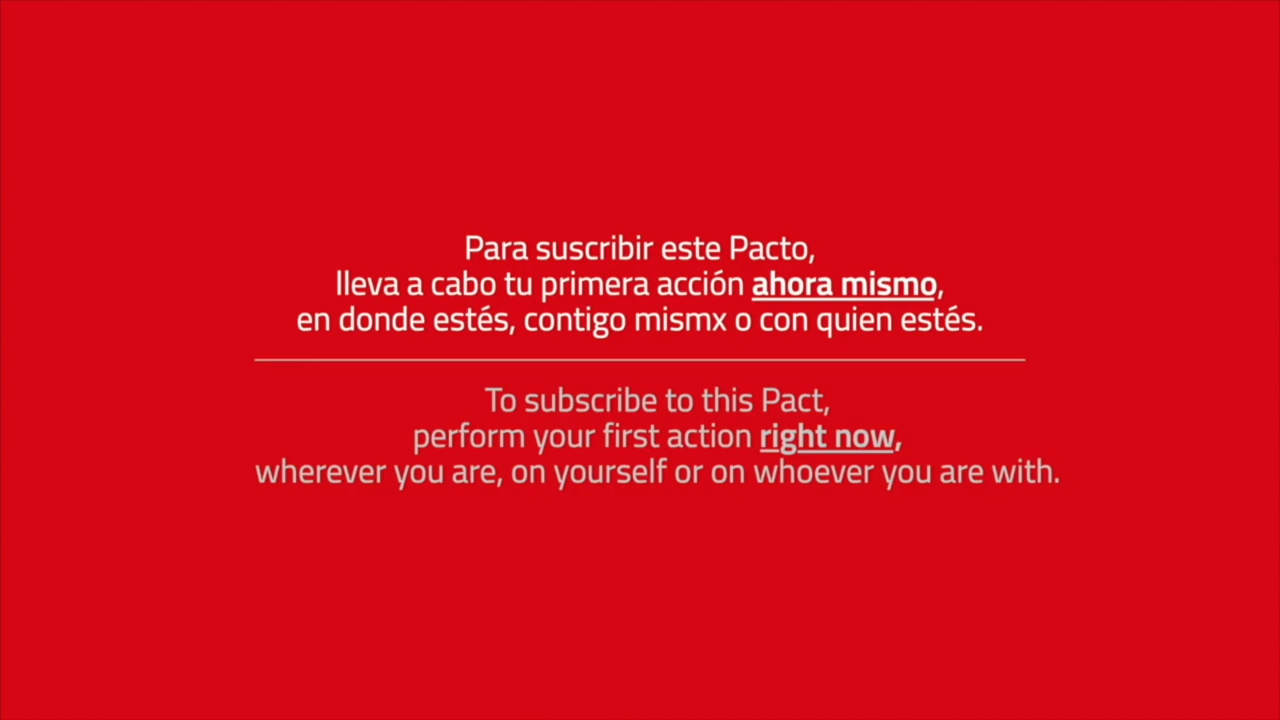 Para suscribir este Pacto,
lleva a cabo tu primera acción ahora mismo,
en donde estés, contigo mismx o con quien estés.
To subscribe to this Pact,
perform your first action right now,
wherever you are, on yourself or on whoever you are with.